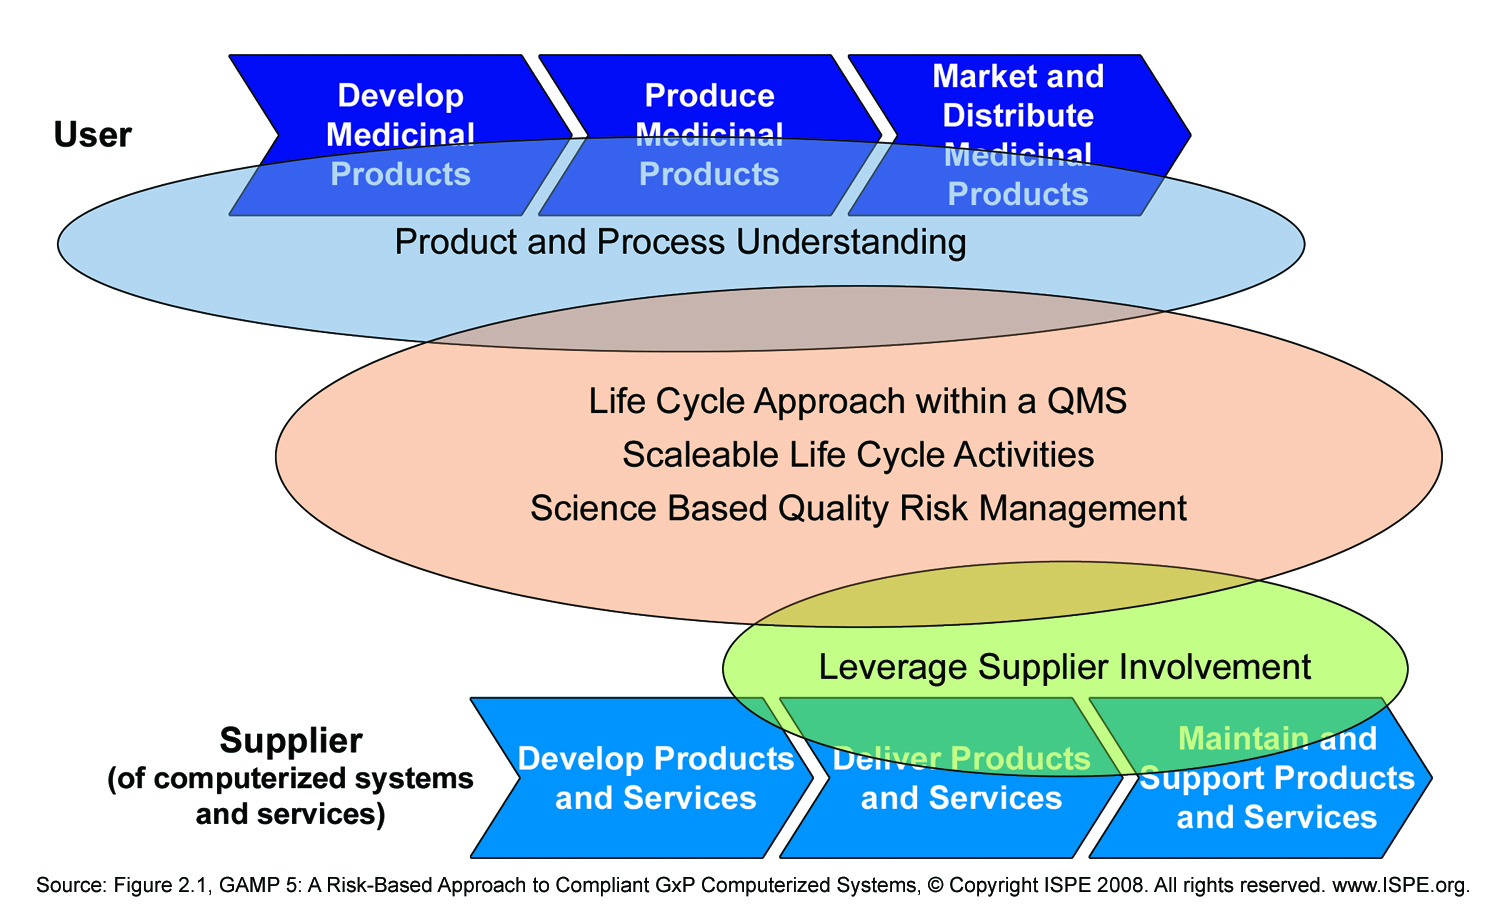 User
Develop
Medicinal
Products
Produce
Medicinal
Products
Market and
Distribute
Medicinal
Products
Product and Process Understanding
Life Cycle Approach within a QMS
Scaleable Life Cycle Activities
Science Based Quality Risk Management
Leverage Supplier Involvement
Supplier
(of computerized systems
and services)
Develop Products
and Services
Deliver Products
and Services
Maintain and
Support Products
and Services
Source: Figure 2.1, GAMP 5: A Risk-Based Approach to Compliant GxP Computerized Systems, © Copyright ISPE 2008. All rights reserved. www.ISPE.org.